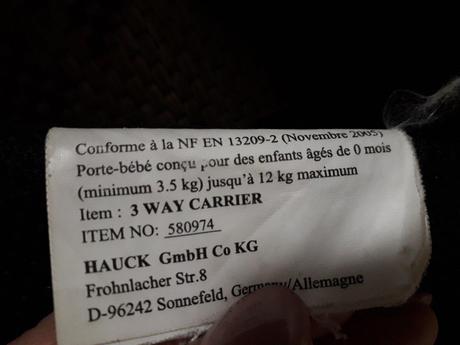 Conforme à la NF EN 13209-2 (Novembre 2005)
Porte-bébé conçu pour des enfants âgés de 0 mois
(minimum 3.5 kg) jusqu'à 12 kg maximum
Item : 3 WAY CARRIER
ITEM NO: 580974
HAUCK GmbH Co KG
Frohnlacher Str.8
D-96242 Sonnefeld, Germany/Allemagne